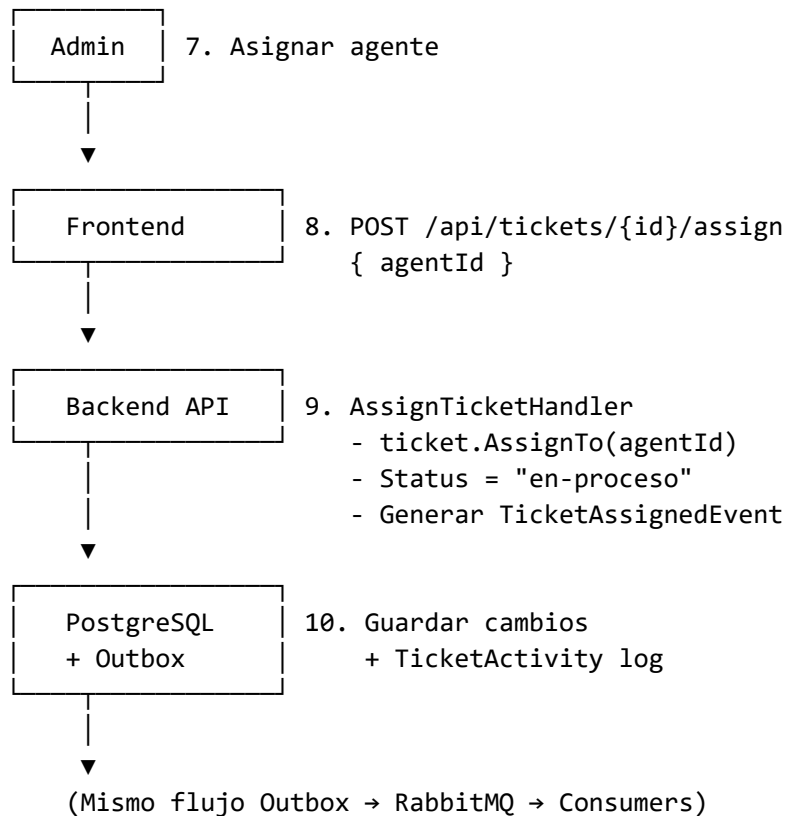 Admin
7. Asignar agente
Frontend
8. POST /api/tickets/{id}/assign
{ agentId }
Backend API
9. AssignTicketHandler
- ticket.AssignTo(agentId)
- Status = "en-proceso"
- Generar TicketAssignedEvent
PostgreSQL
+ Outbox
10. Guardar cambios
+ TicketActivity log
(Mismo flujo Outbox → RabbitMQ → Consumers)